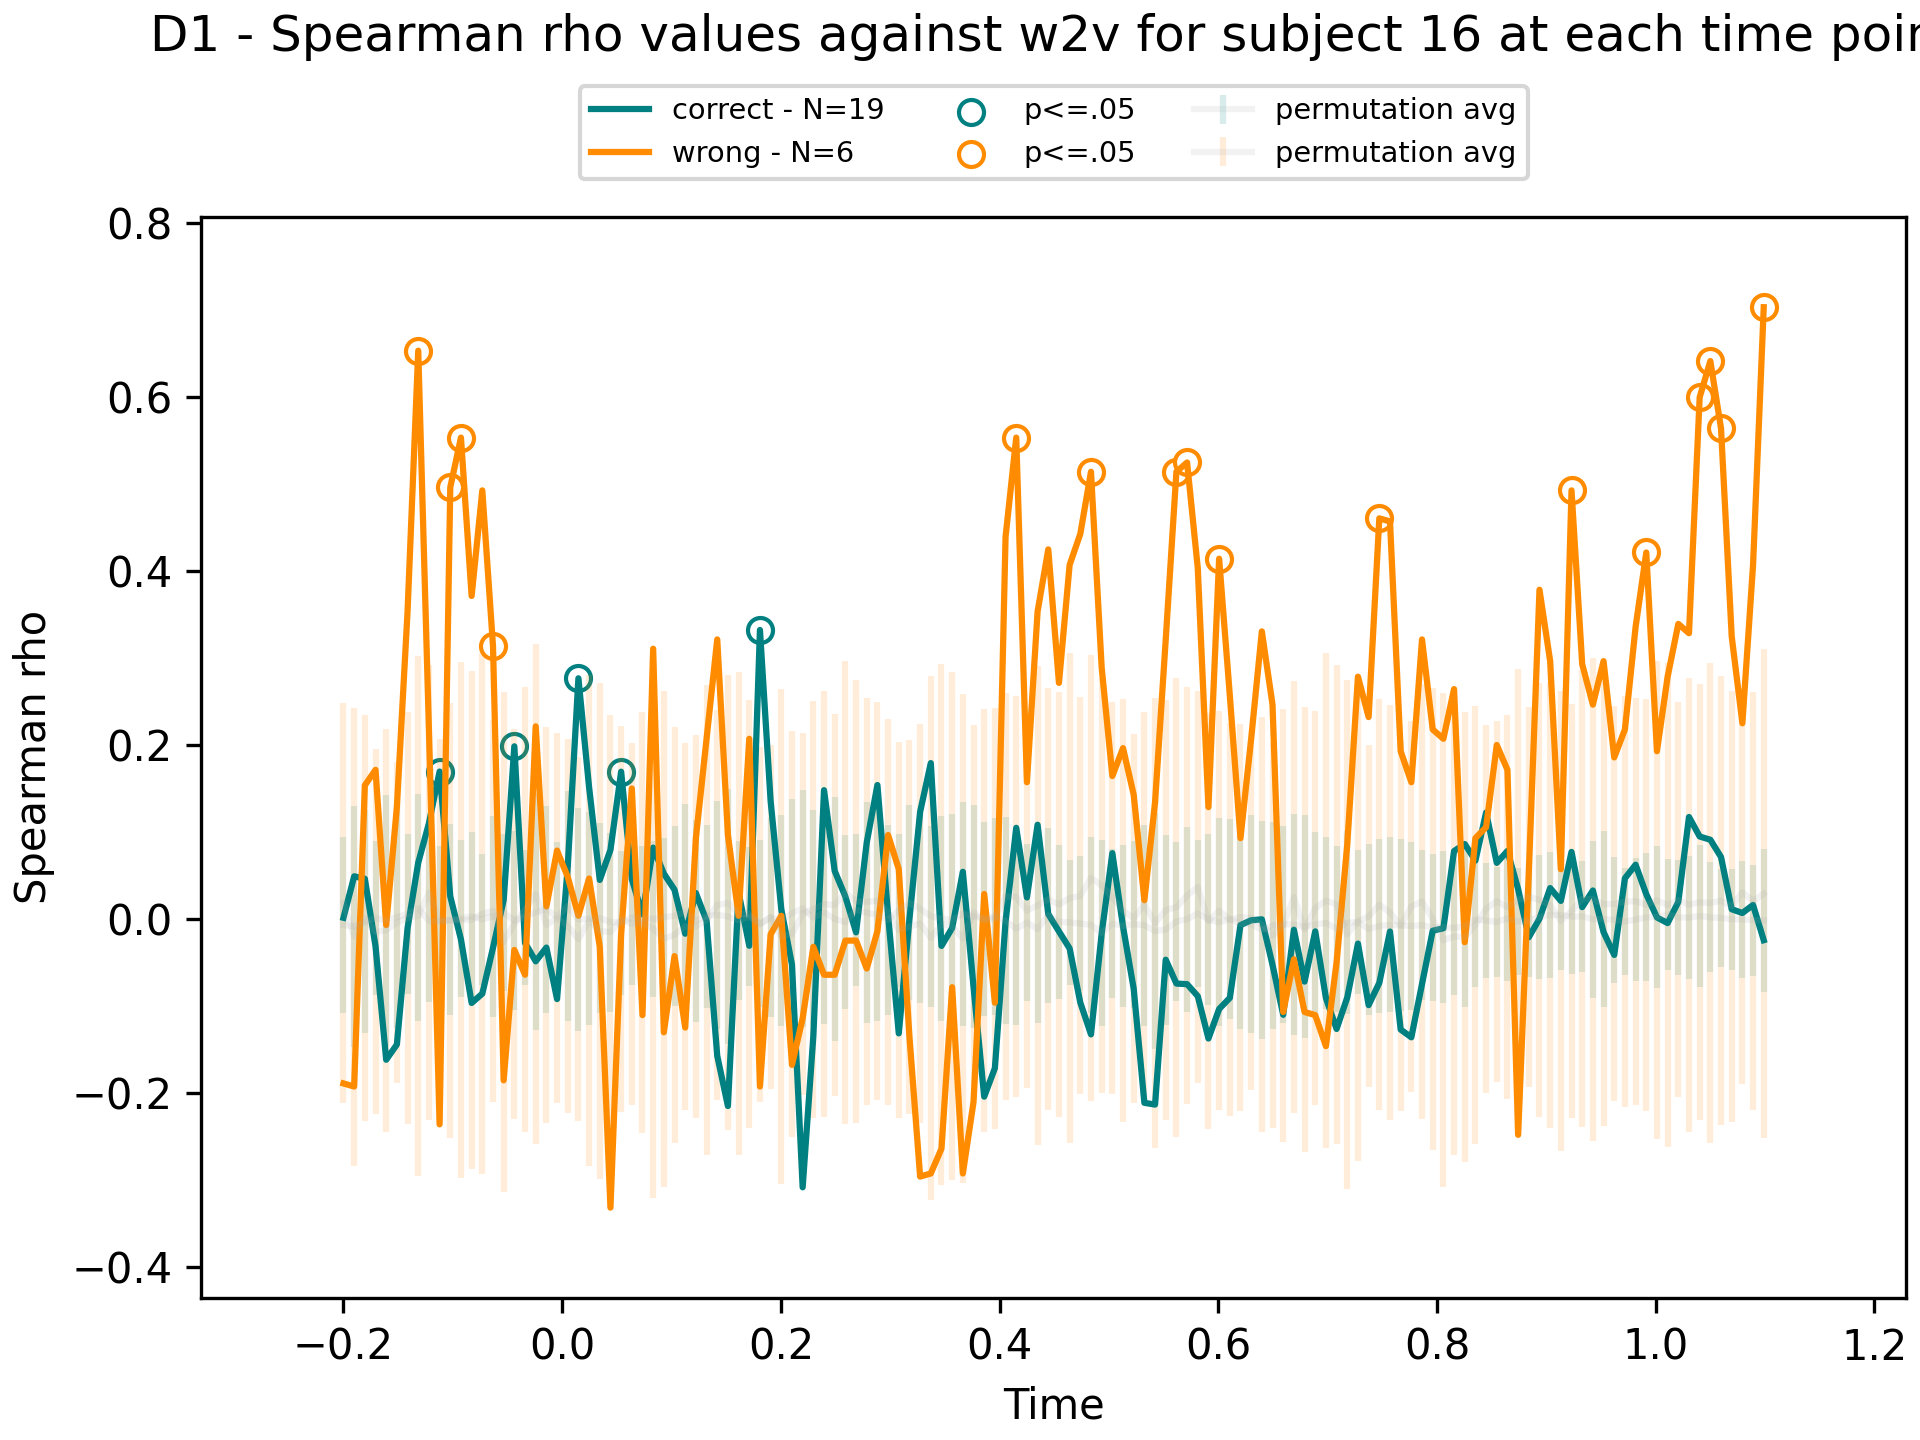 D1 - Spearman rho values against w2v for subject 16 at each time
correct - N=19
wrong - N=6
p<=.05
p<=.05
permutation avg
permutation avg
0.8
0.6
0.4
0.2
0.0
−0.2
−0.4
Spearman rho
−0.2 0.0 0.2 0.4 0.6 0.8 1.0 1.2
Time